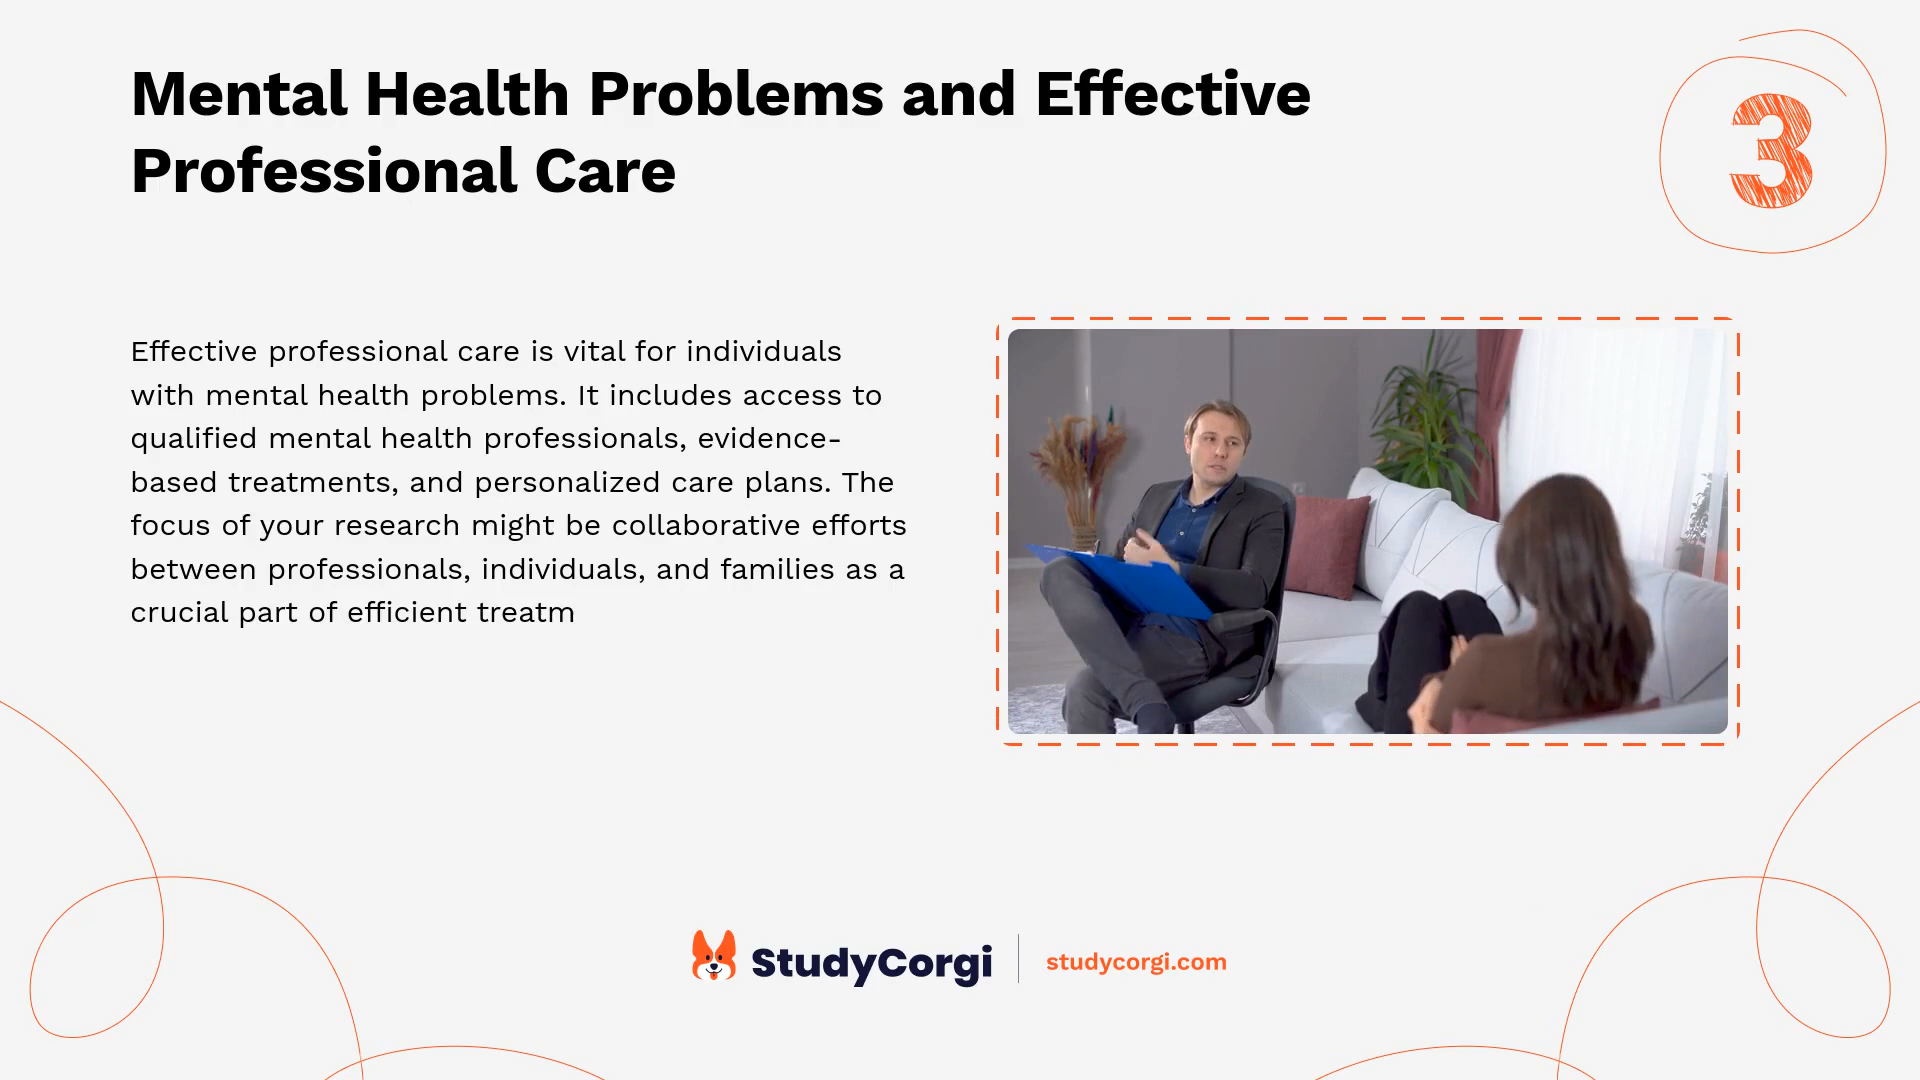 Mental Health Problems and Effective
Professional Care
3
Effective professional care is vital for individuals
with mental health problems. It includes access to
qualified mental health professionals, evidence-
based treatments, and personalized care plans. The
focus of your research might be collaborative efforts
between professionals, individuals, and families as a
crucial part of efficient treatm
StudyCorgi
studycorgi.com